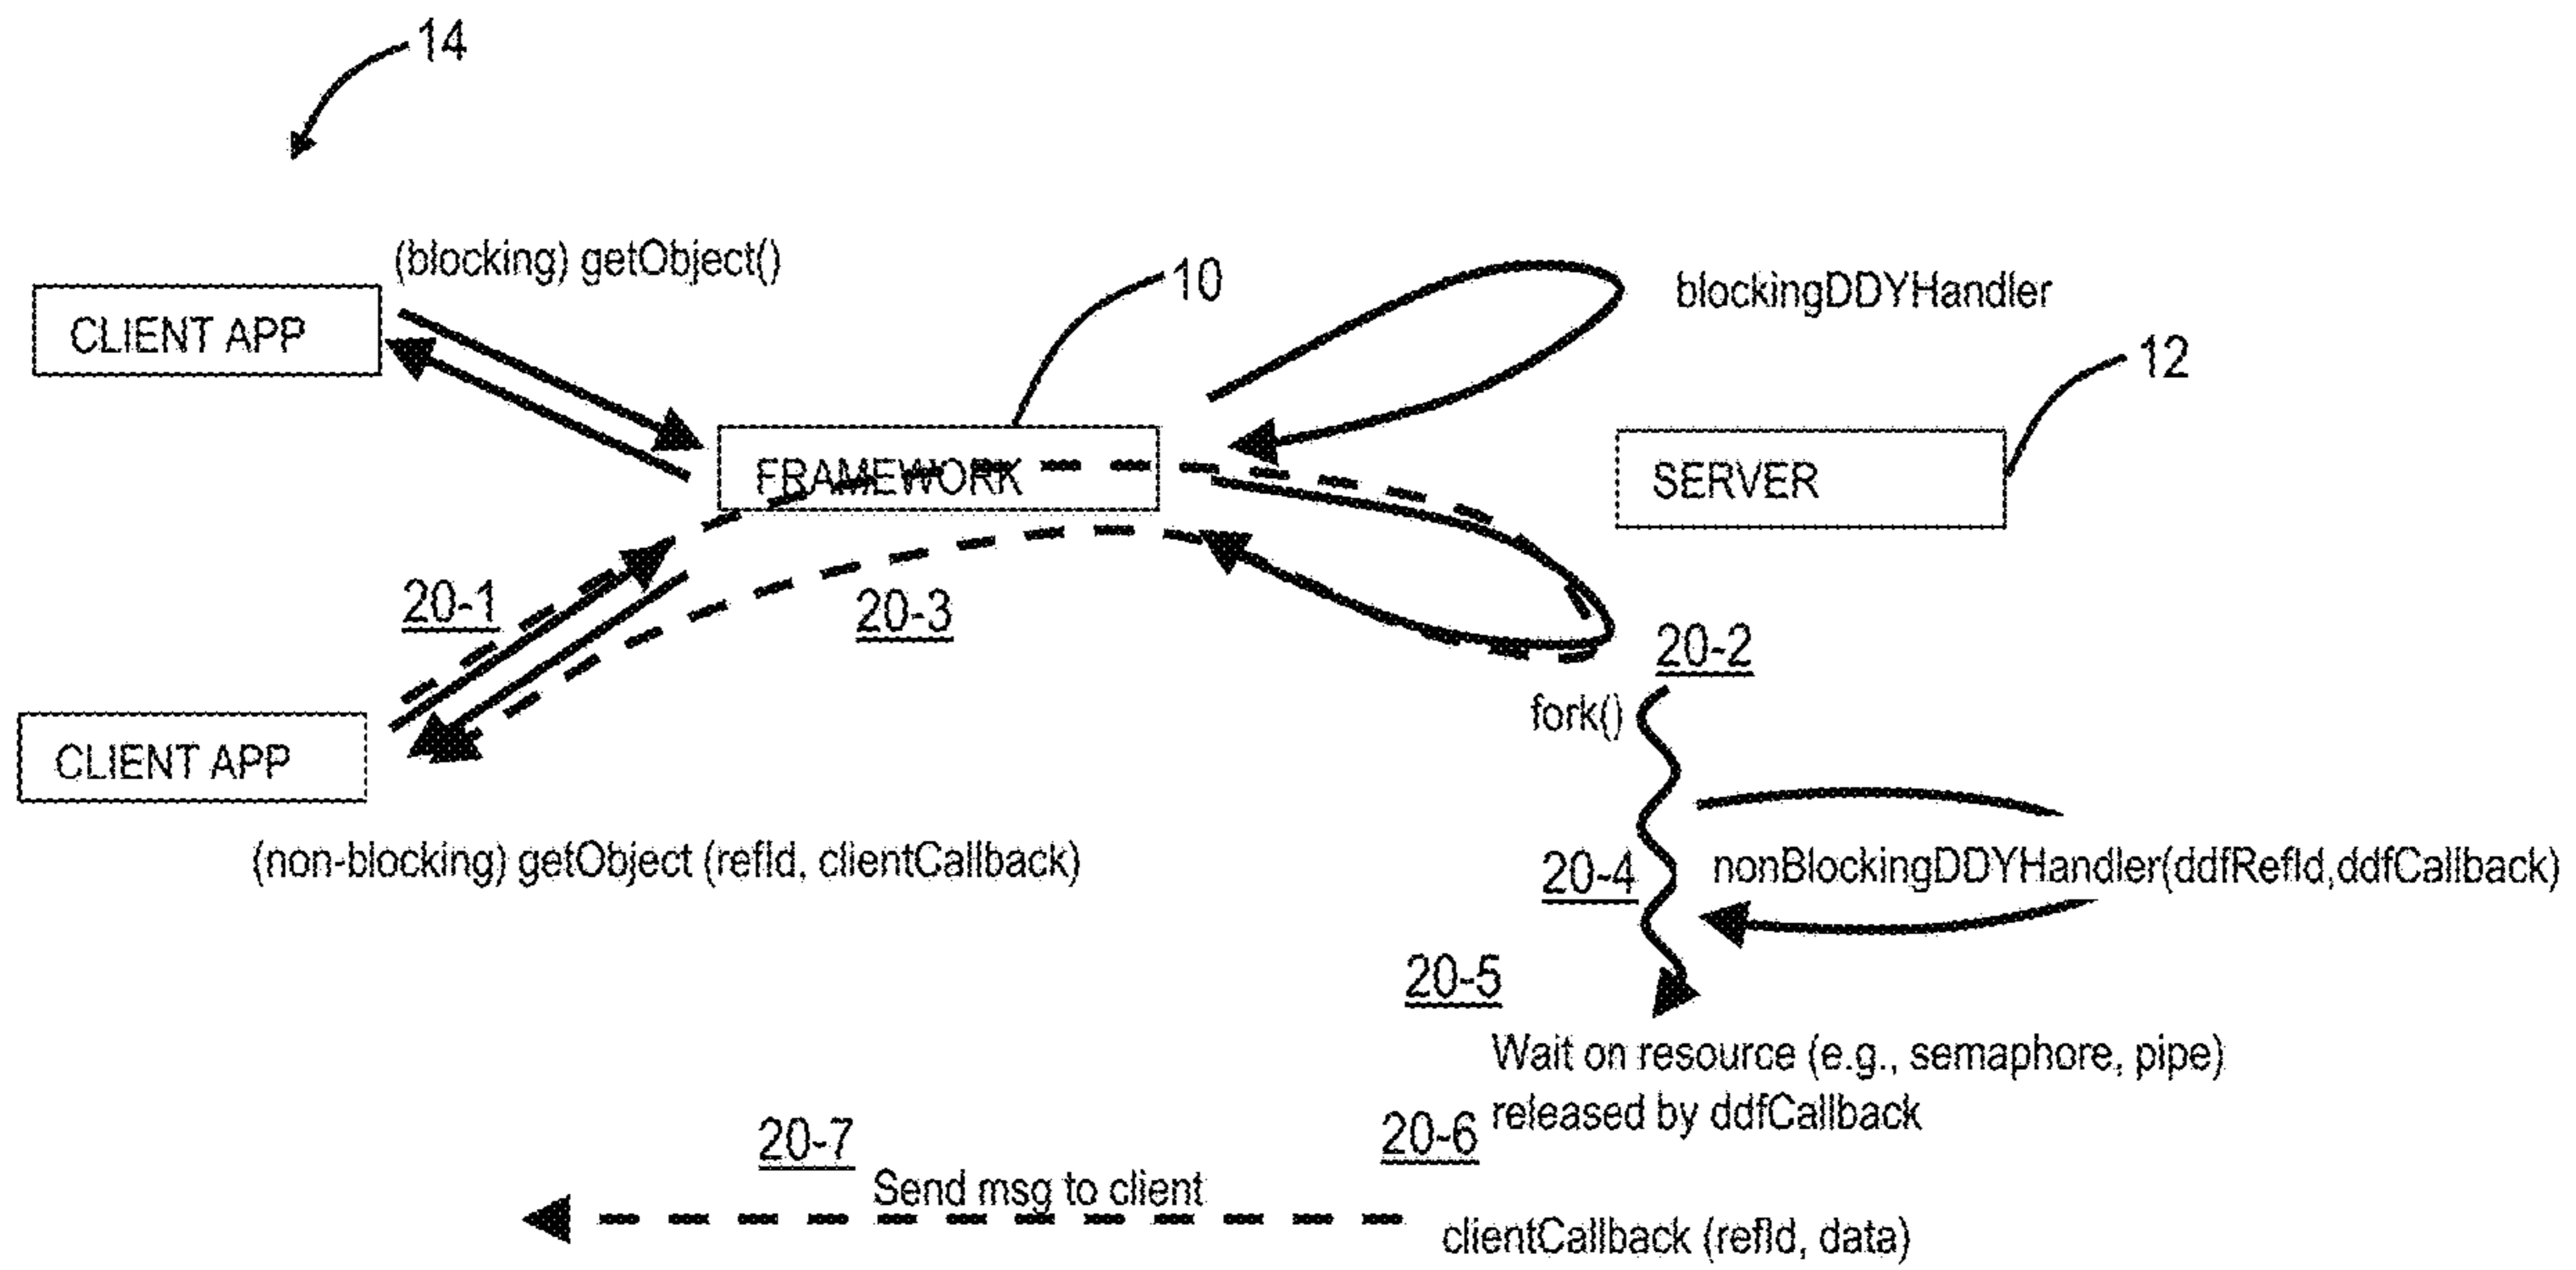 14
(blocking) getObject()
10
blockingDDYHandler
CLIENT APP
12
FRAMEWORK
SERVER
20-1
20-3
20-2
fork()
CLIENT APP
(non-blocking) getObject (refId, clientCallback)
20-4
nonBlockingDDYHandler(ddfRefId,ddfCallback)
20-5
Wait on resource (e.g., semaphore, pipe)
released by ddfCallback
20-6
20-7
Send msg to client
clientCallback (refId, data)